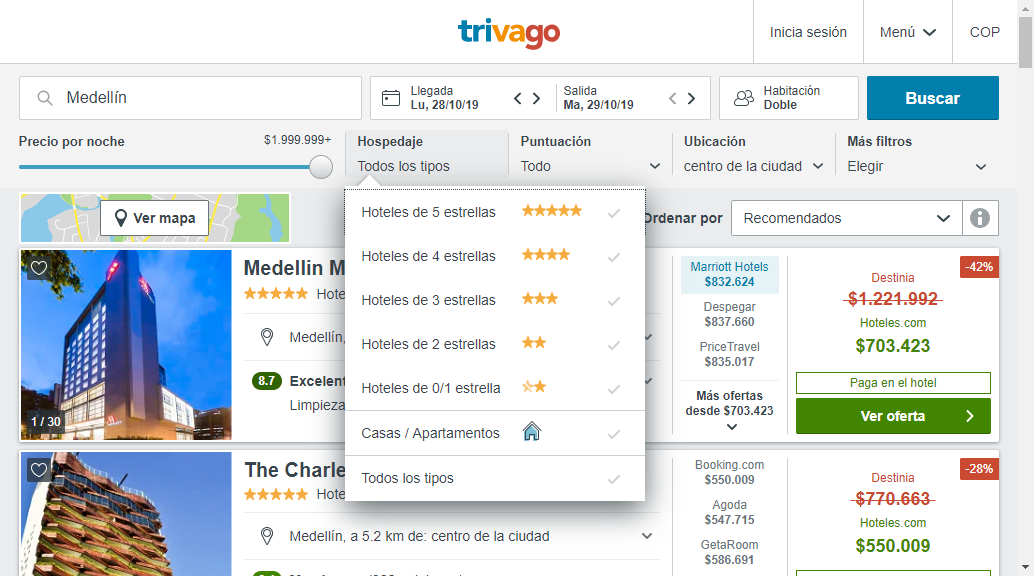 trivago
Inicia sesión
Menú
COP
Medellín
Llegada
Lu, 28/10/19
Salida
Ma, 29/10/19
Habitación
Doble
Buscar
Precio por noche
$1.999.999+
Hospedaje
Todos los tipos
Puntuación
Todo
Ubicación
centro de la ciudad
Más filtros
Elegir
Ver mapa
Hoteles de 5 estrellas
Hoteles de 4 estrellas
Hoteles de 3 estrellas
Hoteles de 2 estrellas
Hoteles de 0/1 estrella
Casas / Apartamentos
Todos los tipos
Ordenar por
Recomendados
1 / 30
Medellin M
Hote
Medellín,
8.7 Excelent
Limpieza
Marriott Hotels
$832.624
Despegar
$837.660
PriceTravel
$835.017
Más ofertas
desde $703.423
-42%
Destinia
$1.221.992
Hoteles.com
$703.423
Paga en el hotel
Ver oferta
The Charle
Hote
Medellín, a 5.2 km de: centro de la ciudad
Booking.com
$550.009
Agoda
$547.715
GetaRoom
$586.691
-28%
Destinia
$770.663
Hoteles.com
$550.009